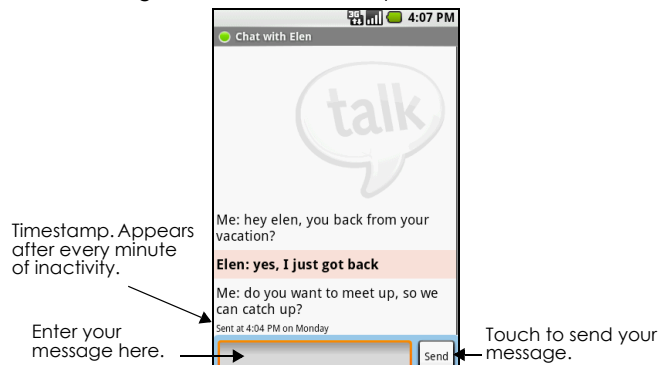 3G
4:07 PM
Chat with Elen
talk
Me: hey elen, you back from your
vacation?
Elen: yes, I just got back
Me: do you want to meet up, so we
can catch up?
Sent at 4:04 PM on Monday
Send
Timestamp. Appears
after every minute
of inactivity.
Enter your
message here.
Touch to send your
message.